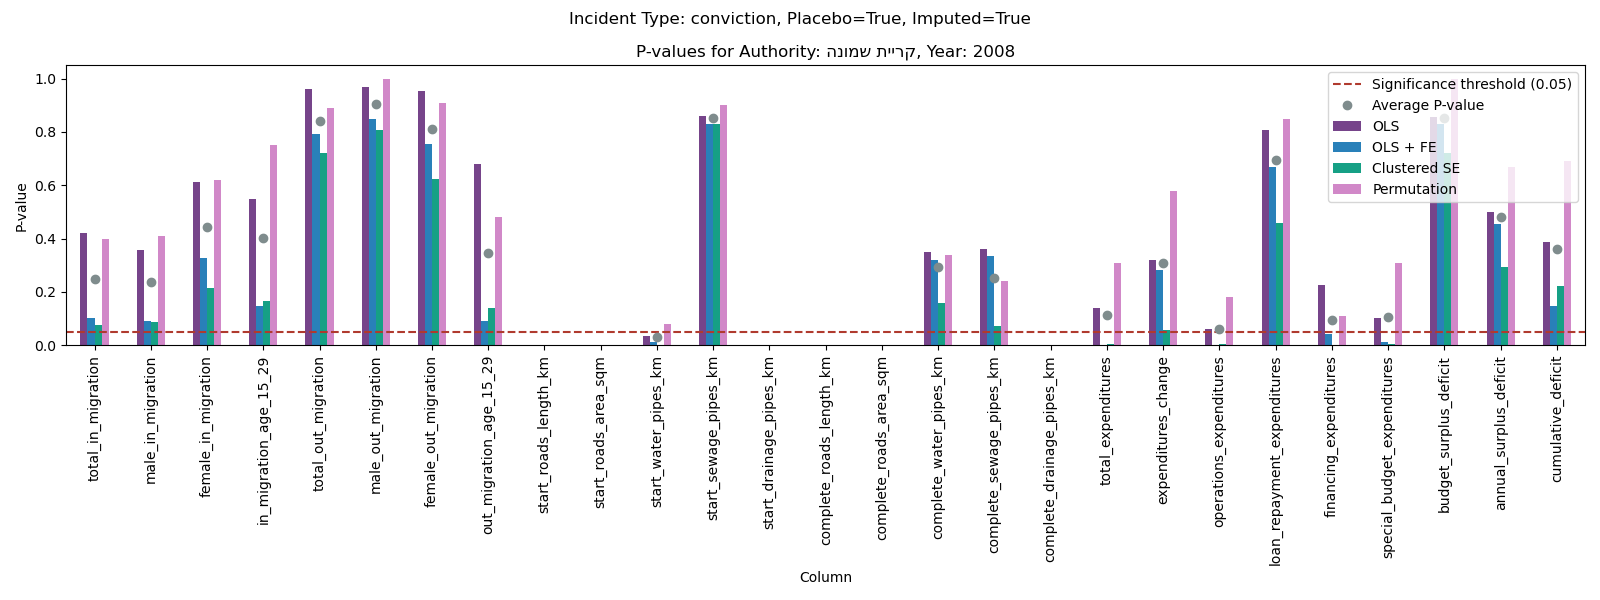 Incident Type: conviction, Placebo=True, Imputed=True
P-values for Authority: קריית שמונה, Year: 2008
P-value
1.0
0.8
0.6
0.4
0.2
0.0
Significance threshold (0.05)
Average P-value
OLS
OLS + FE
Clustered SE
Permutation
total_in_migration
male_in_migration
female_in_migration
in_migration_age_15_29
total_out_migration
male_out_migration
female_out_migration
out_migration_age_15_29
start_roads_length_km
start_roads_area_sqm
start_water_pipes_km
start_sewage_pipes_km
start_drainage_pipes_km
complete_roads_length_km
complete_roads_area_sqm
complete_water_pipes_km
complete_sewage_pipes_km
complete_drainage_pipes_km
total_expenditures
expenditures_change
operations_expenditures
loan_repayment_expenditures
financing_expenditures
special_budget_expenditures
budget_surplus_deficit
annual_surplus_deficit
cumulative_deficit
Column